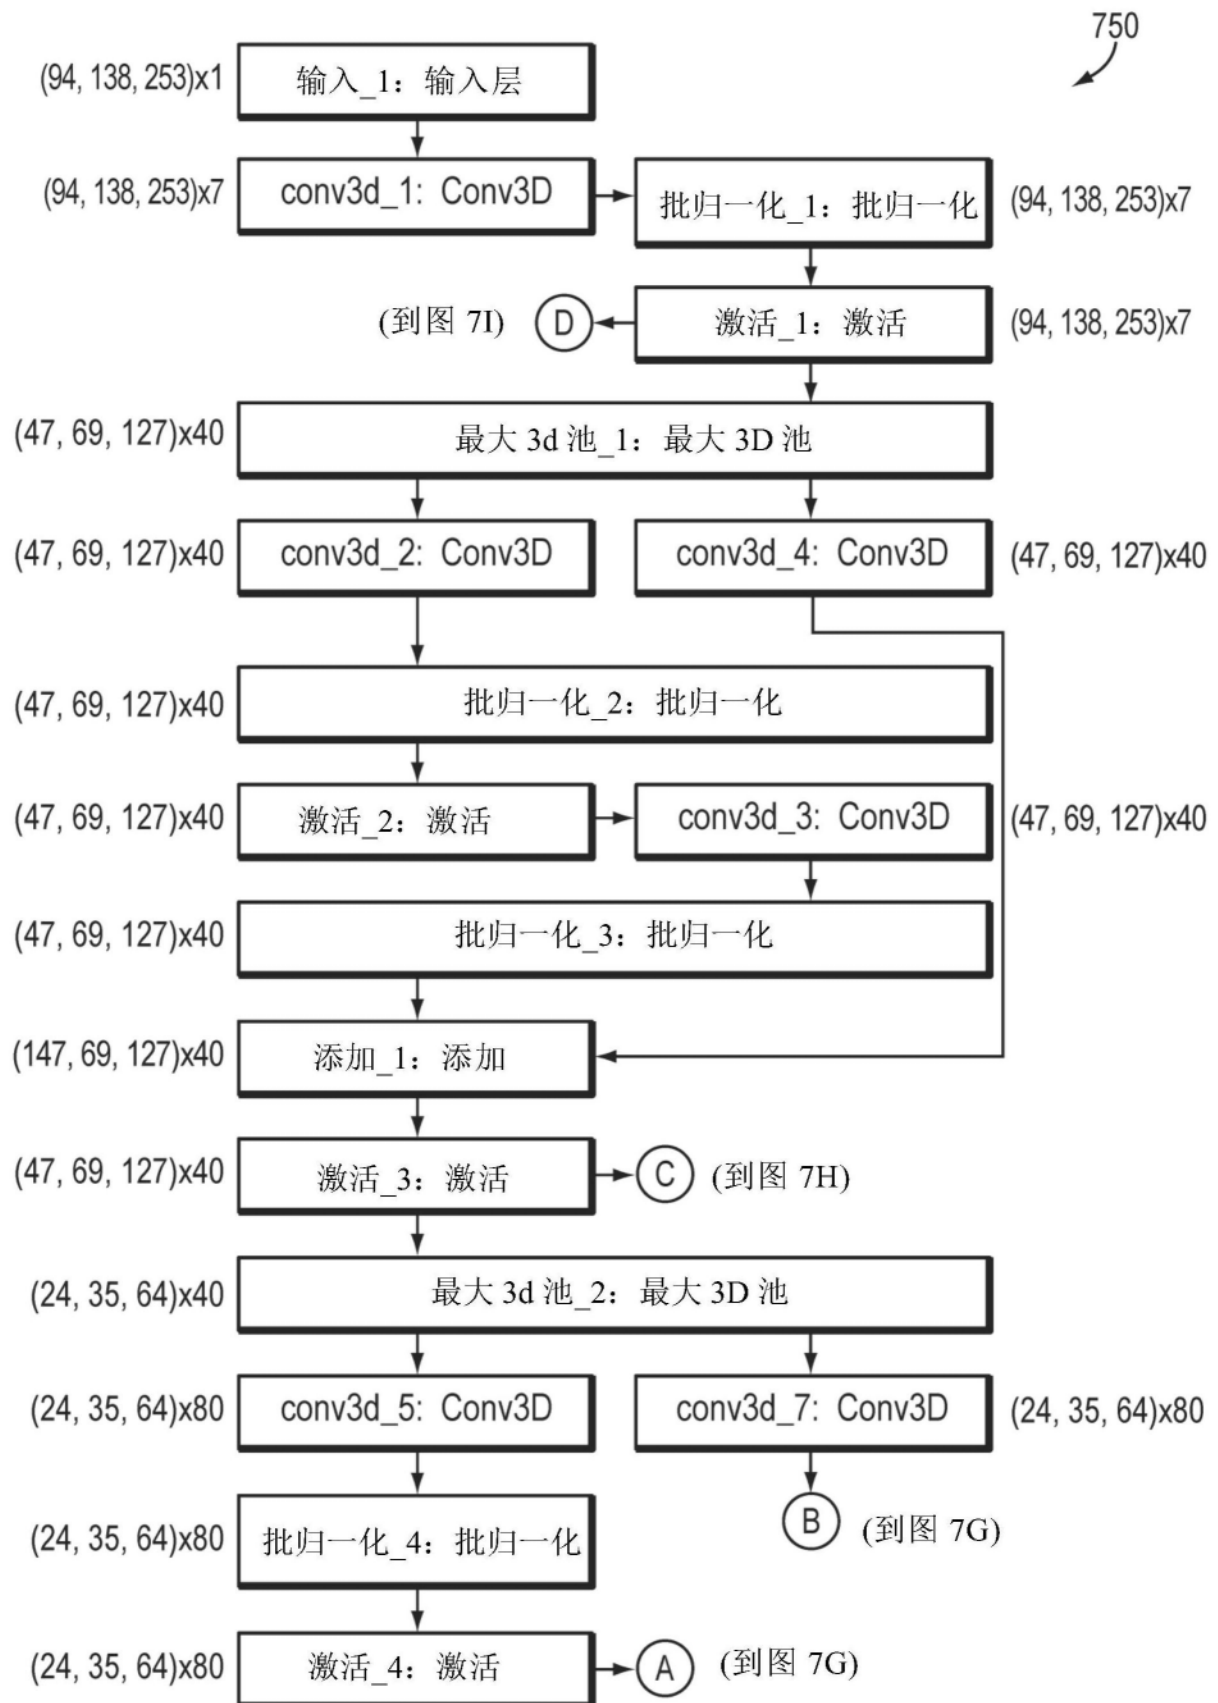 750
(94, 138, 253)x1 输入_1：输入层
(94, 138, 253)x7 conv3d_1: Conv3D
批归一化_1：批归一化 (94, 138, 253)x7
(到图 7I) D 激活_1：激活 (94, 138, 253)x7
(47, 69, 127)x40 最大 3d 池_1：最大 3D 池
(47, 69, 127)x40 conv3d_2: Conv3D conv3d_4: Conv3D (47, 69, 127)x40
(47, 69, 127)x40 批归一化_2：批归一化
(47, 69, 127)x40 激活_2：激活 conv3d_3: Conv3D (47, 69, 127)x40
(47, 69, 127)x40 批归一化_3：批归一化
(147, 69, 127)x40 添加_1：添加
(47, 69, 127)x40 激活_3：激活 C (到图 7H)
(24, 35, 64)x40 最大 3d 池_2：最大 3D 池
(24, 35, 64)x80 conv3d_5: Conv3D conv3d_7: Conv3D (24, 35, 64)x80
(24, 35, 64)x80 批归一化_4：批归一化 B (到图 7G)
(24, 35, 64)x80 激活_4：激活 A (到图 7G)